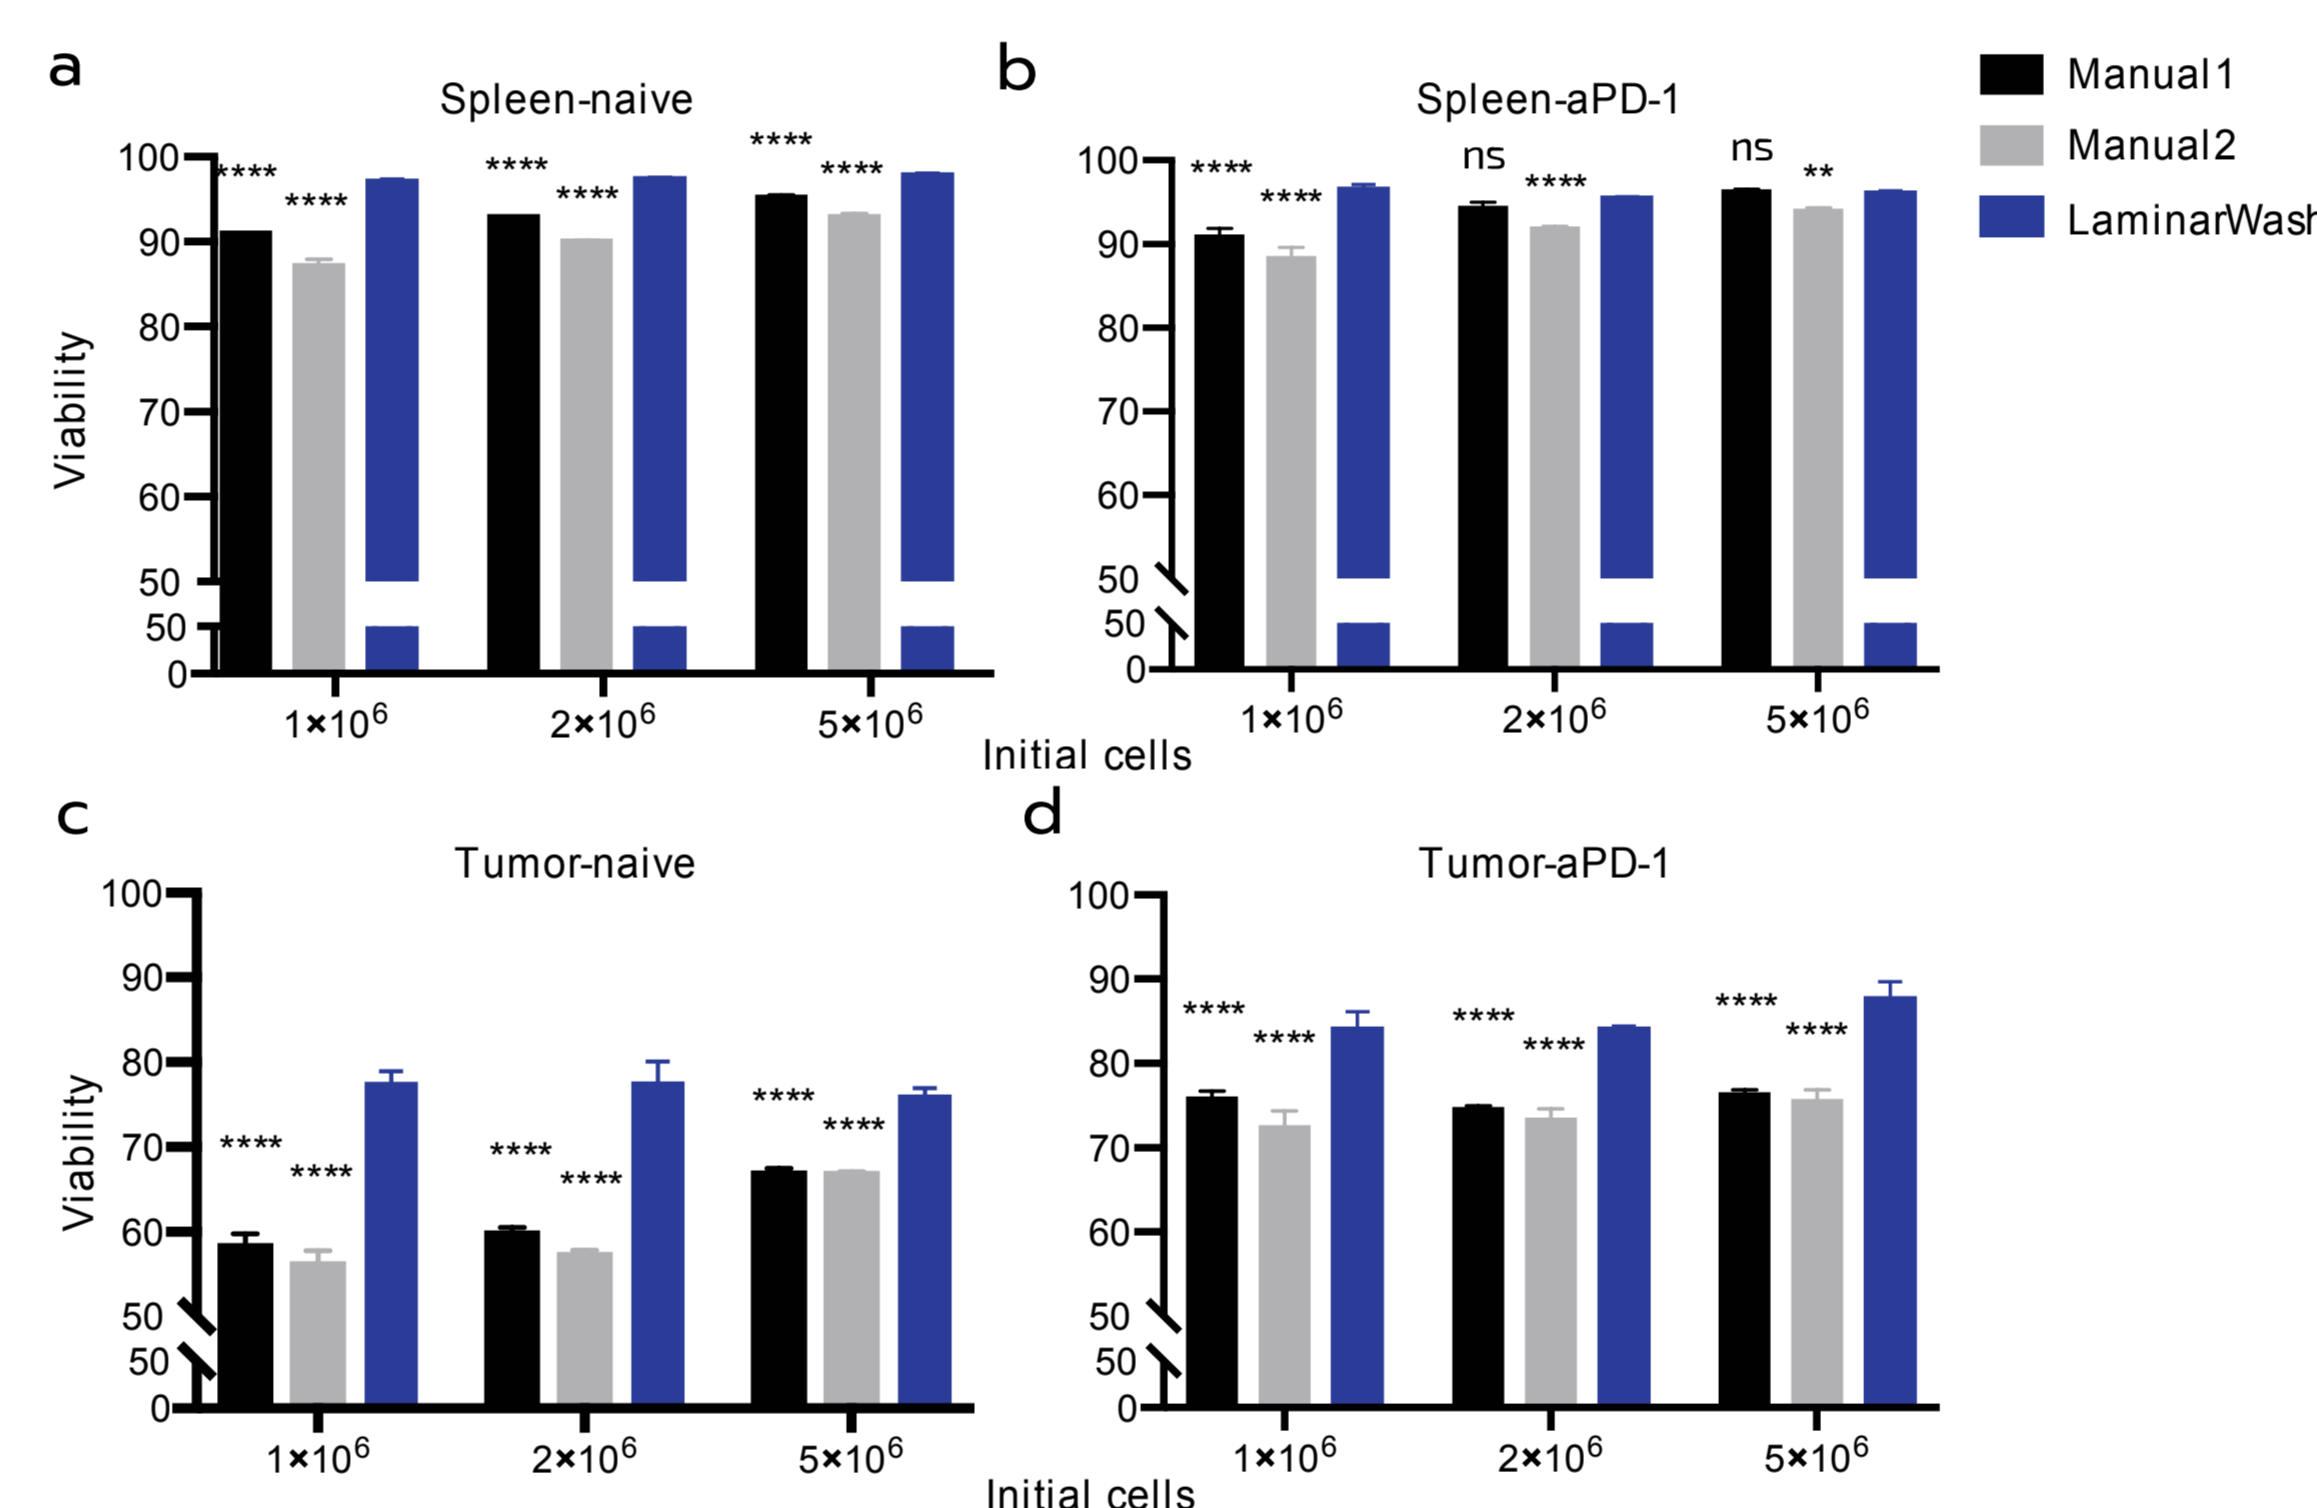 a
Spleen-naive
Viability
100
90
80
70
60
50
50
0
**** **** **** **** **** ****
1×10⁶ 2×10⁶ 5×10⁶
b
Spleen-aPD-1
100
90
80
70
60
50
50
0
**** **** ns **** ns **
1×10⁶ 2×10⁶ 5×10⁶
Manual1
Manual2
LaminarWash
Initial cells
c
Tumor-naive
Viability
100
90
80
70
60
50
50
0
**** **** **** **** **** ****
1×10⁶ 2×10⁶ 5×10⁶
d
Tumor-aPD-1
100
90
80
70
60
50
50
0
**** **** **** **** **** ****
1×10⁶ 2×10⁶ 5×10⁶
Initial cells